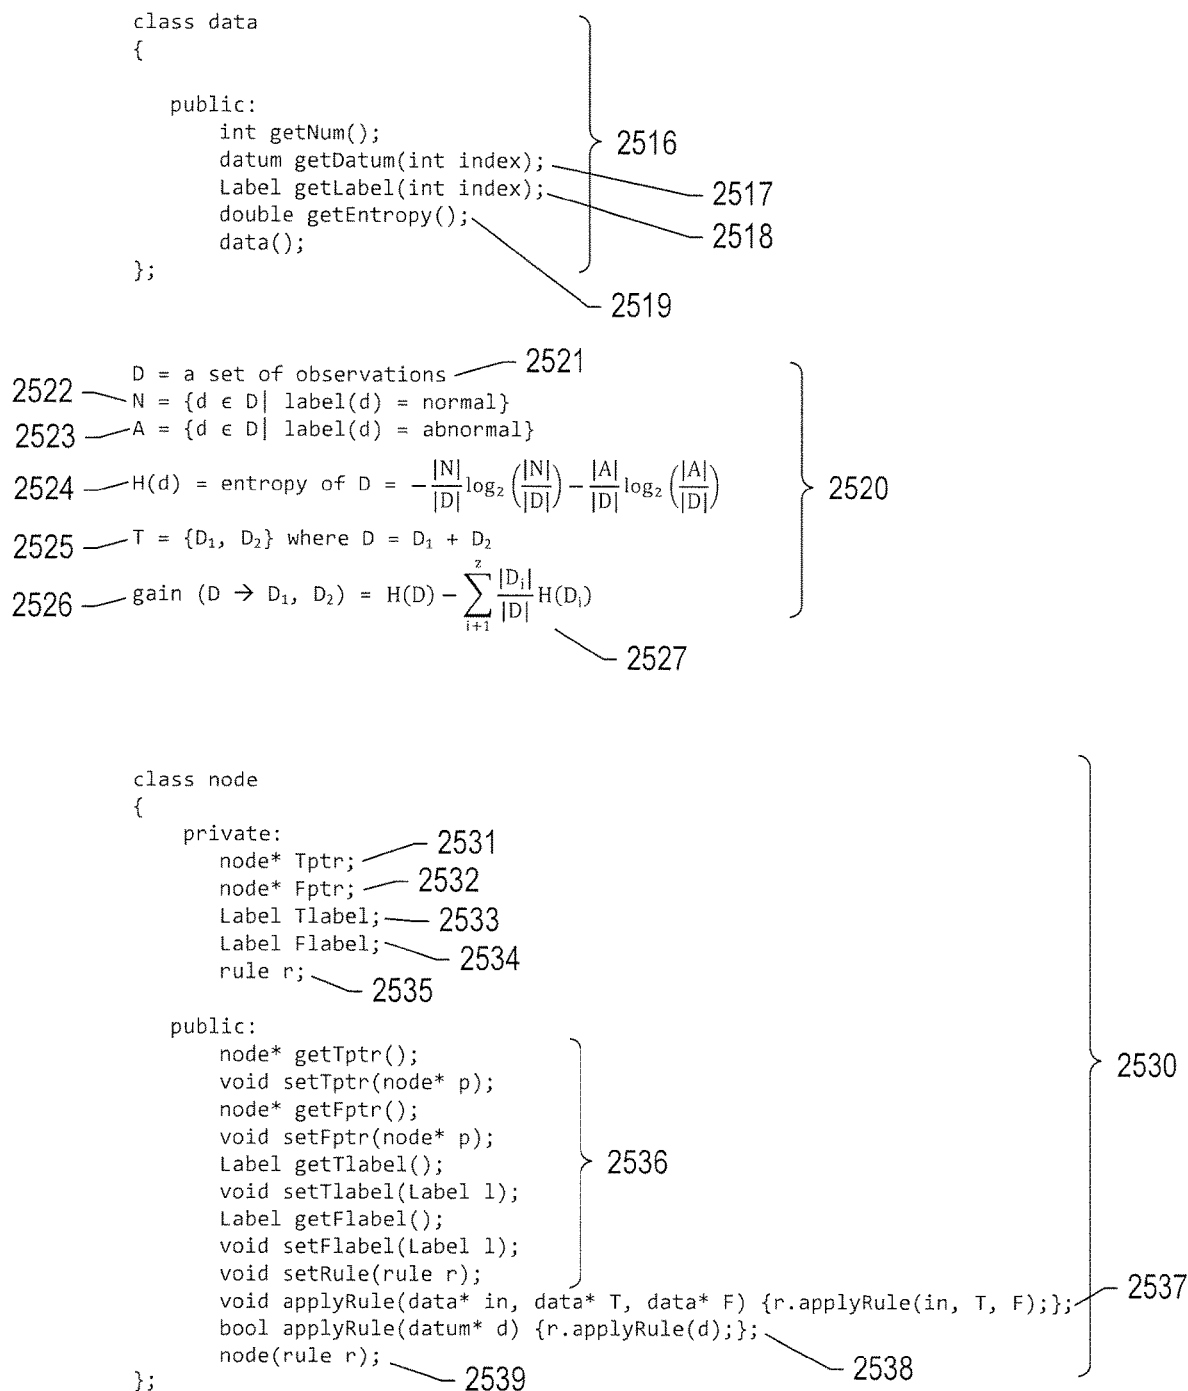 class data
{
public:
int getNum();
datum getDatum(int index);
Label getLabel(int index);
double getEntropy();
data();
};
2516
2517
2518
2519
D = a set of observations
2521
2522
N = {d ϵ D| label(d) = normal}
2523
A = {d ϵ D| label(d) = abnormal}
2524
H(d) = entropy of D = −|N|/|D| log₂ (|N|/|D|) − |A|/|D| log₂ (|A|/|D|)
2520
2525
T = {D₁, D₂} where D = D₁ + D₂
2526
gain (D → D₁, D₂) = H(D) − ∑ z i+1 |Dᵢ|/|D| H(Dᵢ)
2527
class node
{
private:
node* Tptr;
2531
node* Fptr;
2532
Label Tlabel;
2533
Label Flabel;
2534
rule r;
2535
public:
node* getTptr();
void setTptr(node* p);
node* getFptr();
void setFptr(node* p);
Label getTlabel();
void setTlabel(Label l);
Label getFlabel();
void setFlabel(Label l);
void setRule(rule r);
2536
2530
void applyRule(data* in, data* T, data* F) {r.applyRule(in, T, F);};
2537
bool applyRule(datum* d) {r.applyRule(d);};
2538
node(rule r);
2539
};